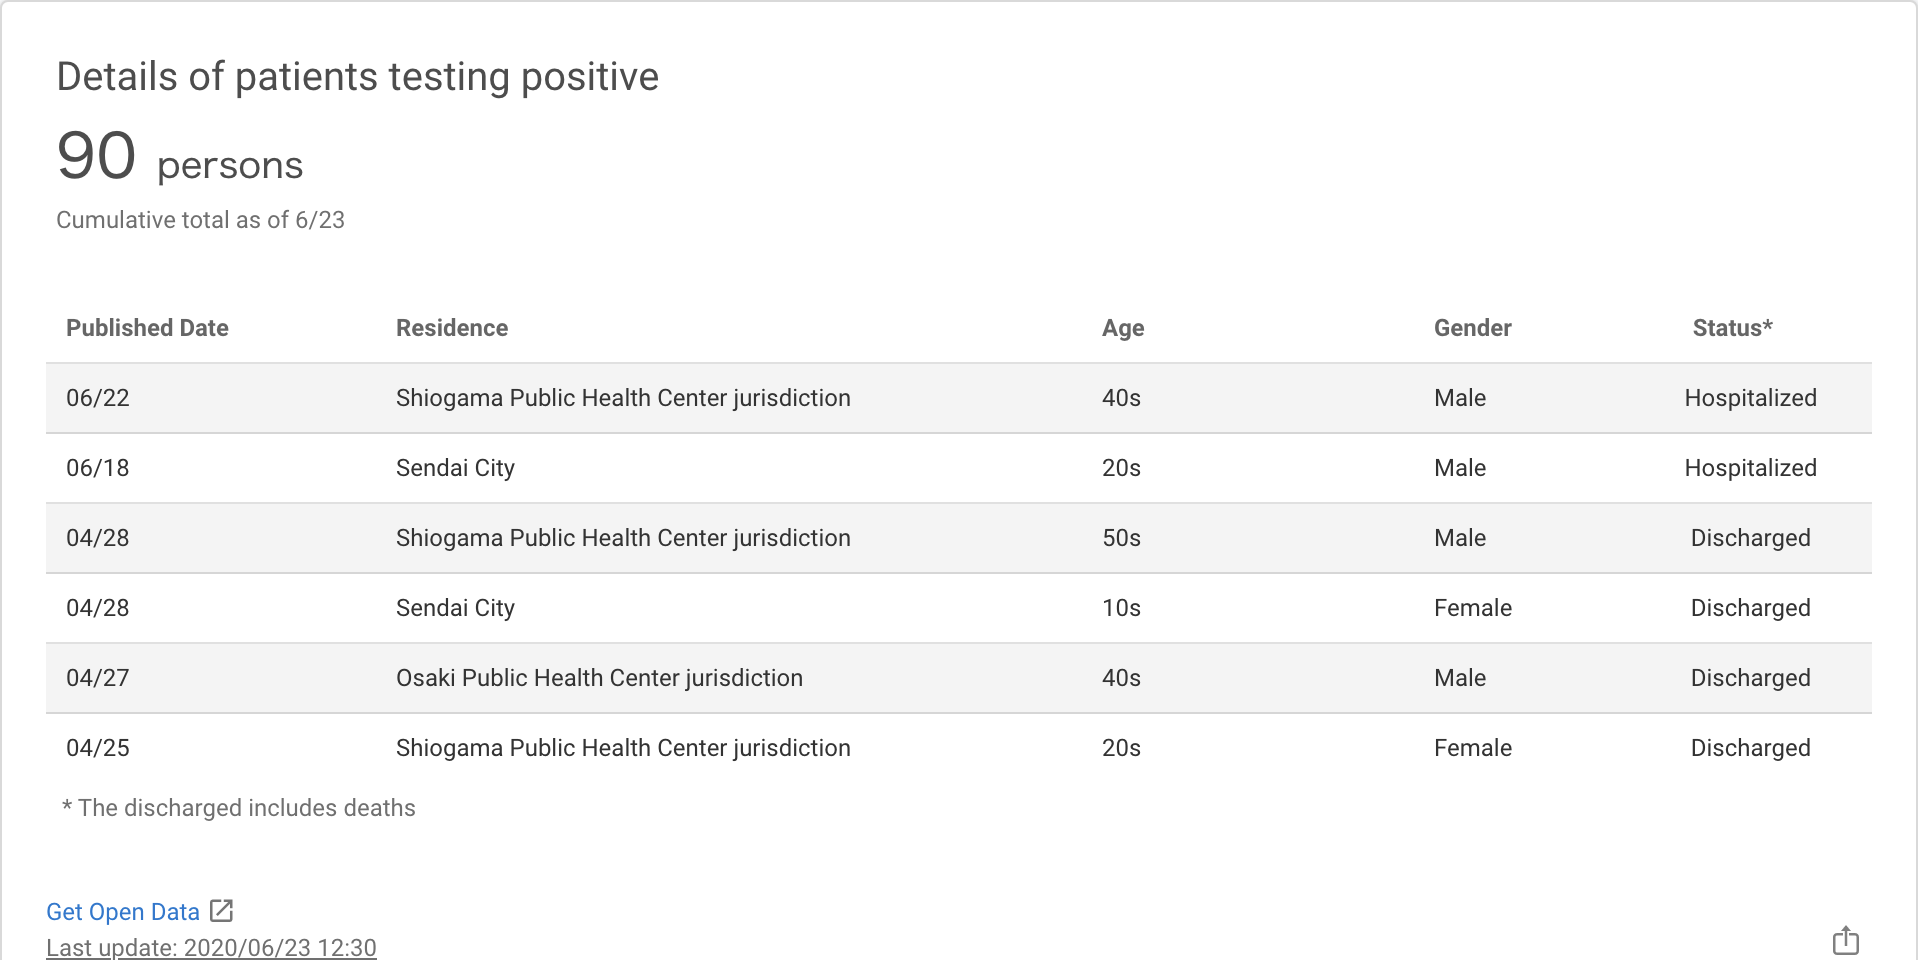 Details of patients testing positive
90 persons
Cumulative total as of 6/23
Published Date Residence Age Gender Status*
06/22 Shiogama Public Health Center jurisdiction 40s Male Hospitalized
06/18 Sendai City 20s Male Hospitalized
04/28 Shiogama Public Health Center jurisdiction 50s Male Discharged
04/28 Sendai City 10s Female Discharged
04/27 Osaki Public Health Center jurisdiction 40s Male Discharged
04/25 Shiogama Public Health Center jurisdiction 20s Female Discharged
* The discharged includes deaths
Get Open Data
Last update: 2020/06/23 12:30